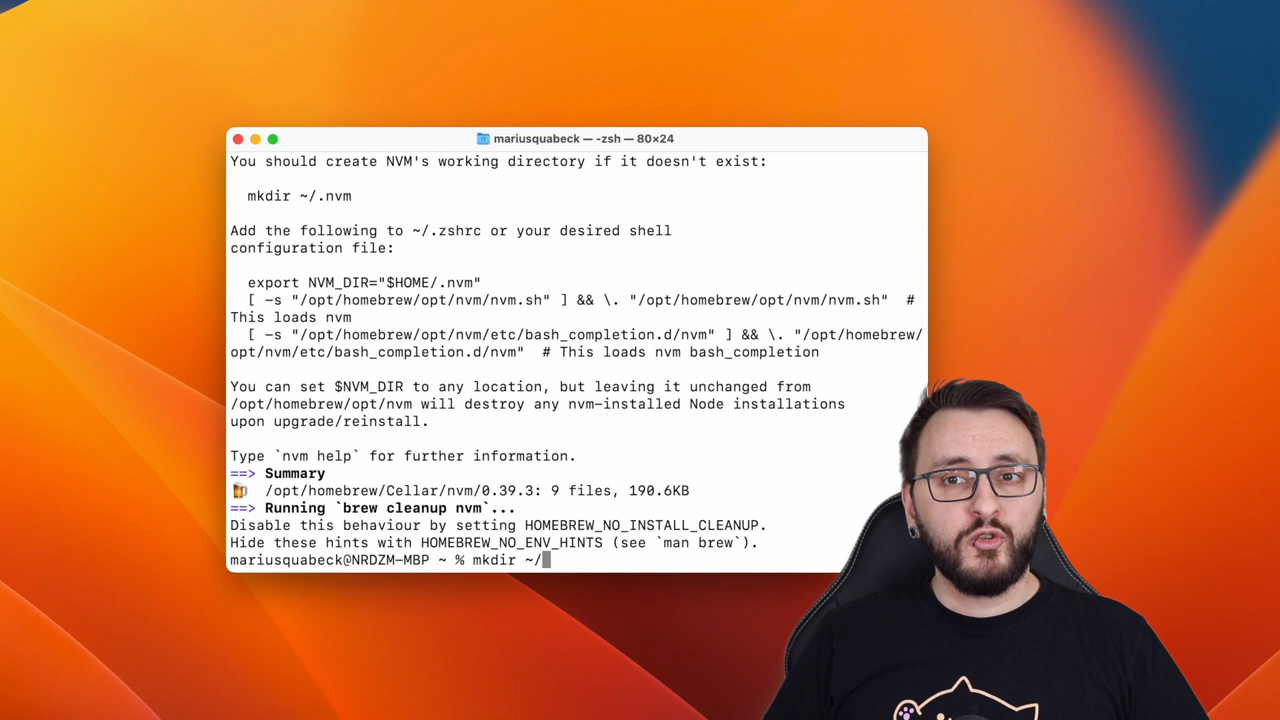 mariusquabeck — -zsh — 80×24
You should create NVM's working directory if it doesn't exist:
mkdir ~/.nvm
Add the following to ~/.zshrc or your desired shell
configuration file:
export NVM_DIR="$HOME/.nvm"
[ -s "/opt/homebrew/opt/nvm/nvm.sh" ] && \. "/opt/homebrew/opt/nvm/nvm.sh"  #
This loads nvm
[ -s "/opt/homebrew/opt/nvm/etc/bash_completion.d/nvm" ] && \. "/opt/homebrew/
opt/nvm/etc/bash_completion.d/nvm"  # This loads nvm bash_completion
You can set $NVM_DIR to any location, but leaving it unchanged from
/opt/homebrew/opt/nvm will destroy any nvm-installed Node installations
upon upgrade/reinstall.
Type `nvm help` for further information.
==> Summary
🍺  /opt/homebrew/Cellar/nvm/0.39.3: 9 files, 190.6KB
==> Running `brew cleanup nvm`...
Disable this behaviour by setting HOMEBREW_NO_INSTALL_CLEANUP.
Hide these hints with HOMEBREW_NO_ENV_HINTS (see `man brew`).
mariusquabeck@NRDZM-MBP ~ % mkdir ~/